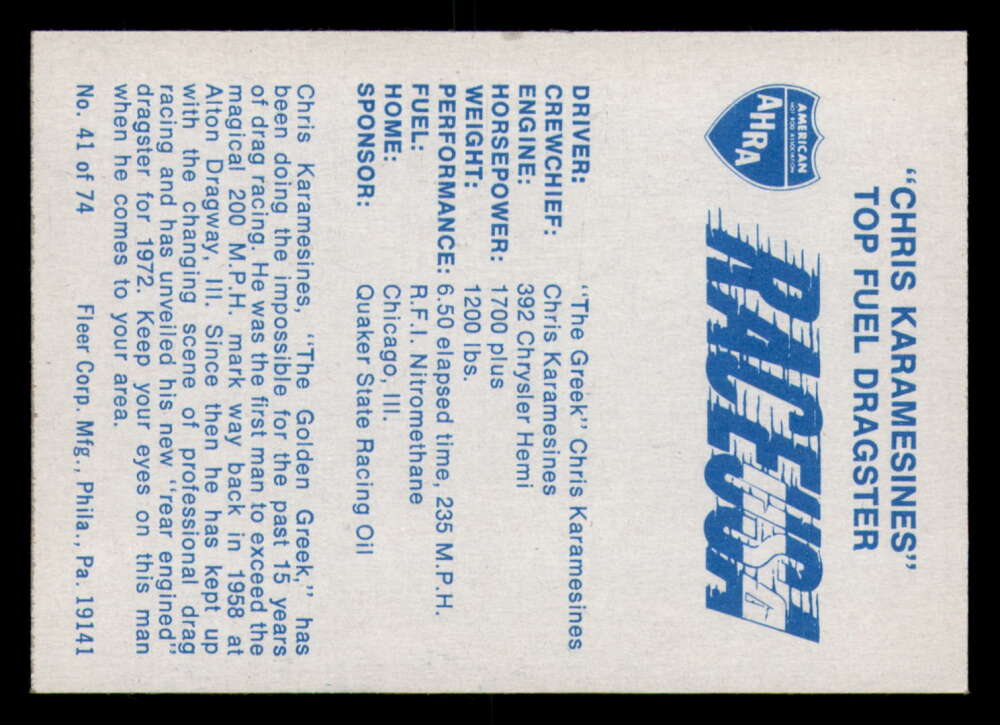 "CHRIS KARAMESINES"
TOP FUEL DRAGSTER
AMERICAN
HOT ROD ASSOCIATION
AHRA
RACING
USA
DRIVER: "The Greek" Chris Karamesines
CREWCHIEF: Chris Karamesines
ENGINE: 392 Chrysler Hemi
HORSEPOWER: 1700 plus
WEIGHT: 1200 lbs.
PERFORMANCE: 6.50 elapsed time, 235 M.P.H.
FUEL: R.F.I. Nitromethane
HOME: Chicago, Ill.
SPONSOR: Quaker State Racing Oil
Chris Karamesines, "The Golden Greek," has
been doing the impossible for the past 15 years
of drag racing. He was the first man to exceed the
magical 200 M.P.H. mark way back in 1958 at
Alton Dragway, Ill. Since then he has kept up
with the changing scene of professional drag
racing and has unveiled his new "rear engined"
dragster for 1972. Keep your eyes on this man
when he comes to your area.
No. 41 of 74 Fleer Corp. Mfg., Phila., Pa. 19141